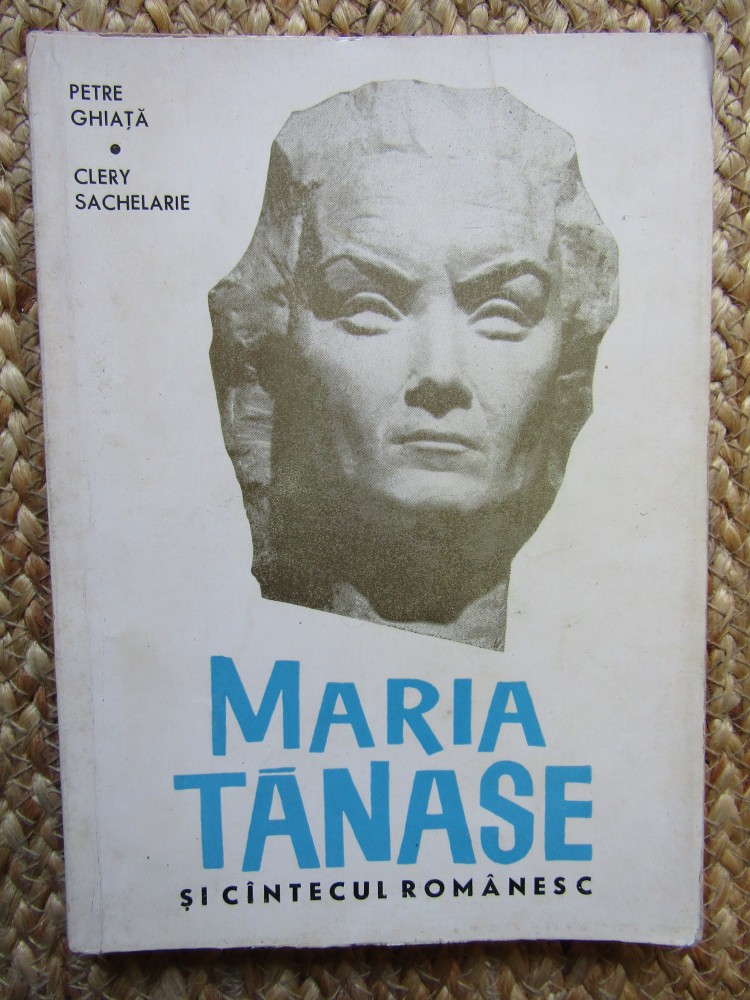 PETRE
GHIAȚĂ
•
CLERY
SACHELARIE
MARIA
TĂNASE
ȘI CÎNTECUL ROMÂNESC